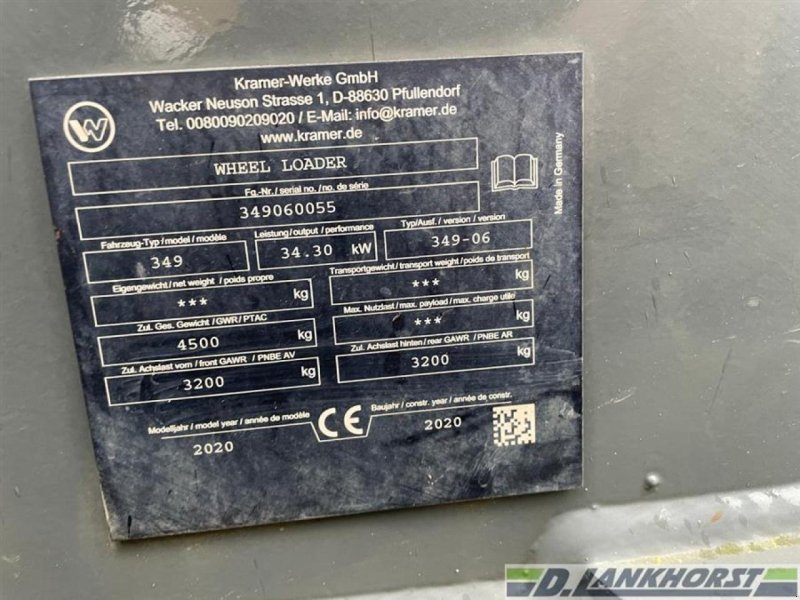 Kramer-Werke GmbH
Wacker Neuson Strasse 1, D-88630 Pfullendorf
Tel. 0080090209020 / E-Mail: info@kramer.de
www.kramer.de
WHEEL LOADER
Made in Germany
Fg.-Nr./ serial no./ no. de série
349060055
Fahrzeug-Typ / model / modèle
349
Leistung / output / performance
34.30 kW
Typ/Ausf. / version / version
349-06
Eigengewicht / net weight / poids propre
*** kg
Transportgewicht / transport weight / poids de transport
*** kg
Zul. Ges. Gewicht / GWR / PTAC
4500 kg
Max. Nutzlast / max. payload / max. charge utile
*** kg
Zul. Achslast vorn / front GAWR / PNBE AV
3200 kg
Zul. Achslast hinten / rear GAWR / PNBE AR
3200 kg
Modelljahr / model year / année de modèle
2020
CE
Baujahr / constr. year / année de constr.
2020
D. LANKHORST